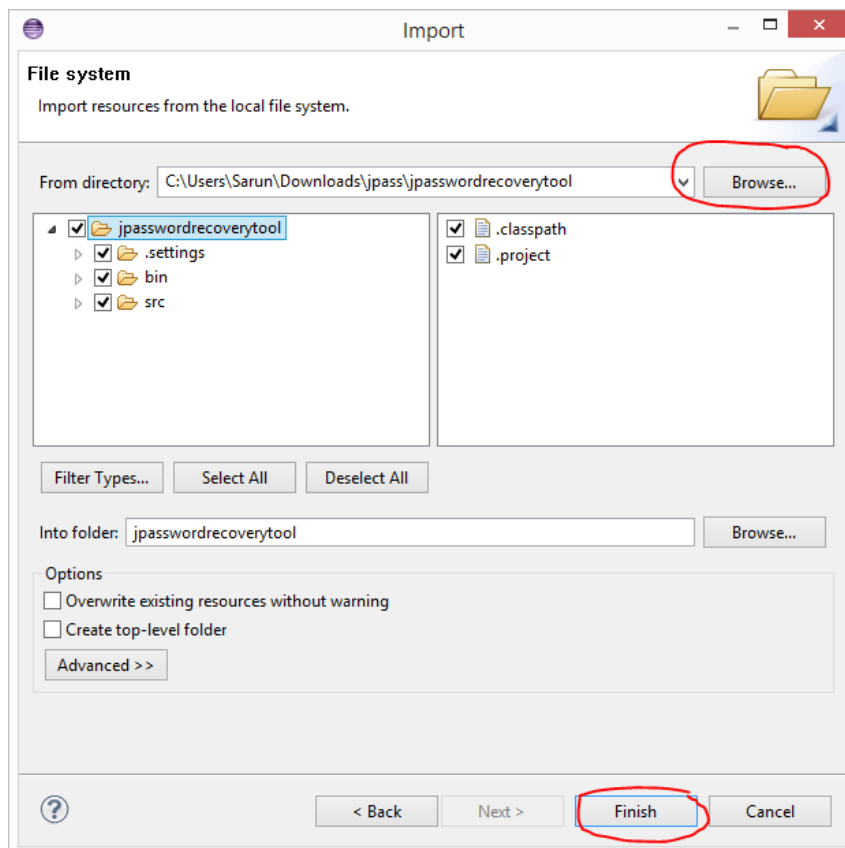 Import
File system
Import resources from the local file system.
From directory: C:\Users\Sarun\Downloads\jpass\jpasswordrecoverytool Browse...
jpasswordrecoverytool
.settings
bin
src
.classpath
.project
Filter Types... Select All Deselect All
Into folder: jpasswordrecoverytool Browse...
Options
Overwrite existing resources without warning
Create top-level folder
Advanced >>
? < Back Next > Finish Cancel